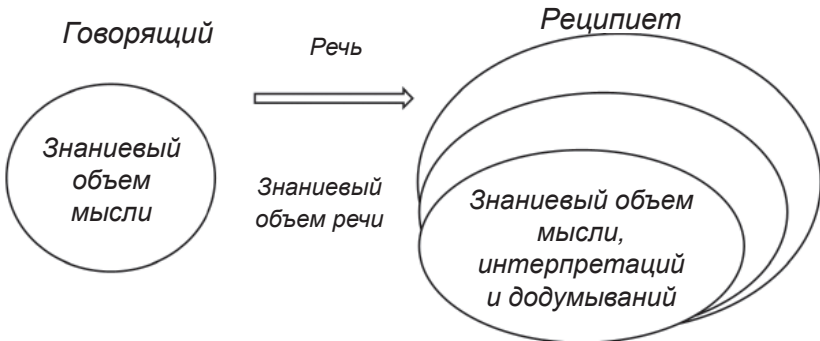 Говорящий
Речь
Реципиет
Знаниевый
объем
мысли
Знаниевый
объем речи
Знаниевый объем
мысли,
интерпретаций
и додумываний